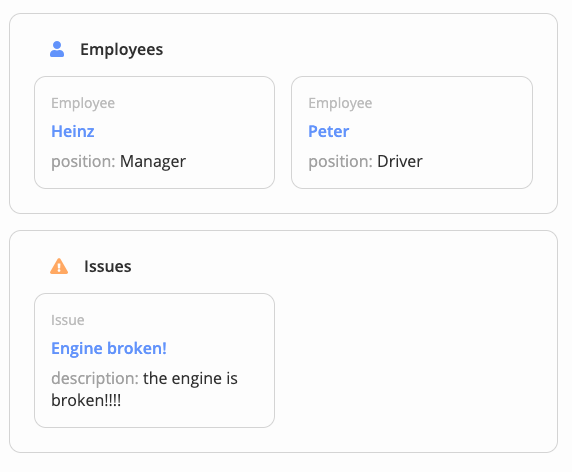 Employees
Employee
Heinz
position: Manager
Employee
Peter
position: Driver
Issues
Issue
Engine broken!
description: the engine is
broken!!!!